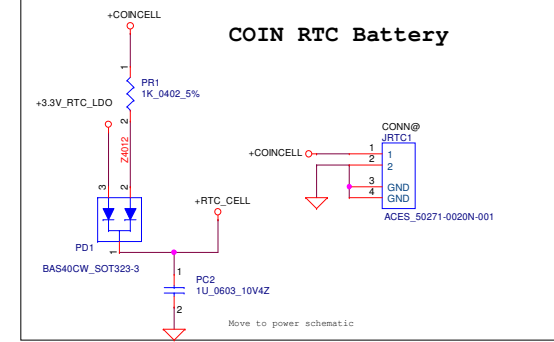 +COINCELL
COIN RTC Battery
1
PR1
1K_0402_5%
+3.3V_RTC_LDO
2
Z4012
CONN@
JRTC1
+COINCELL
1 1
2 2
3 GND
4 GND
ACES_50271-0020N-001
3 2
+RTC_CELL
PD1
1
BAS40CW_SOT323-3
1
PC2
1U_0603_10V4Z
2
Move to power schematic